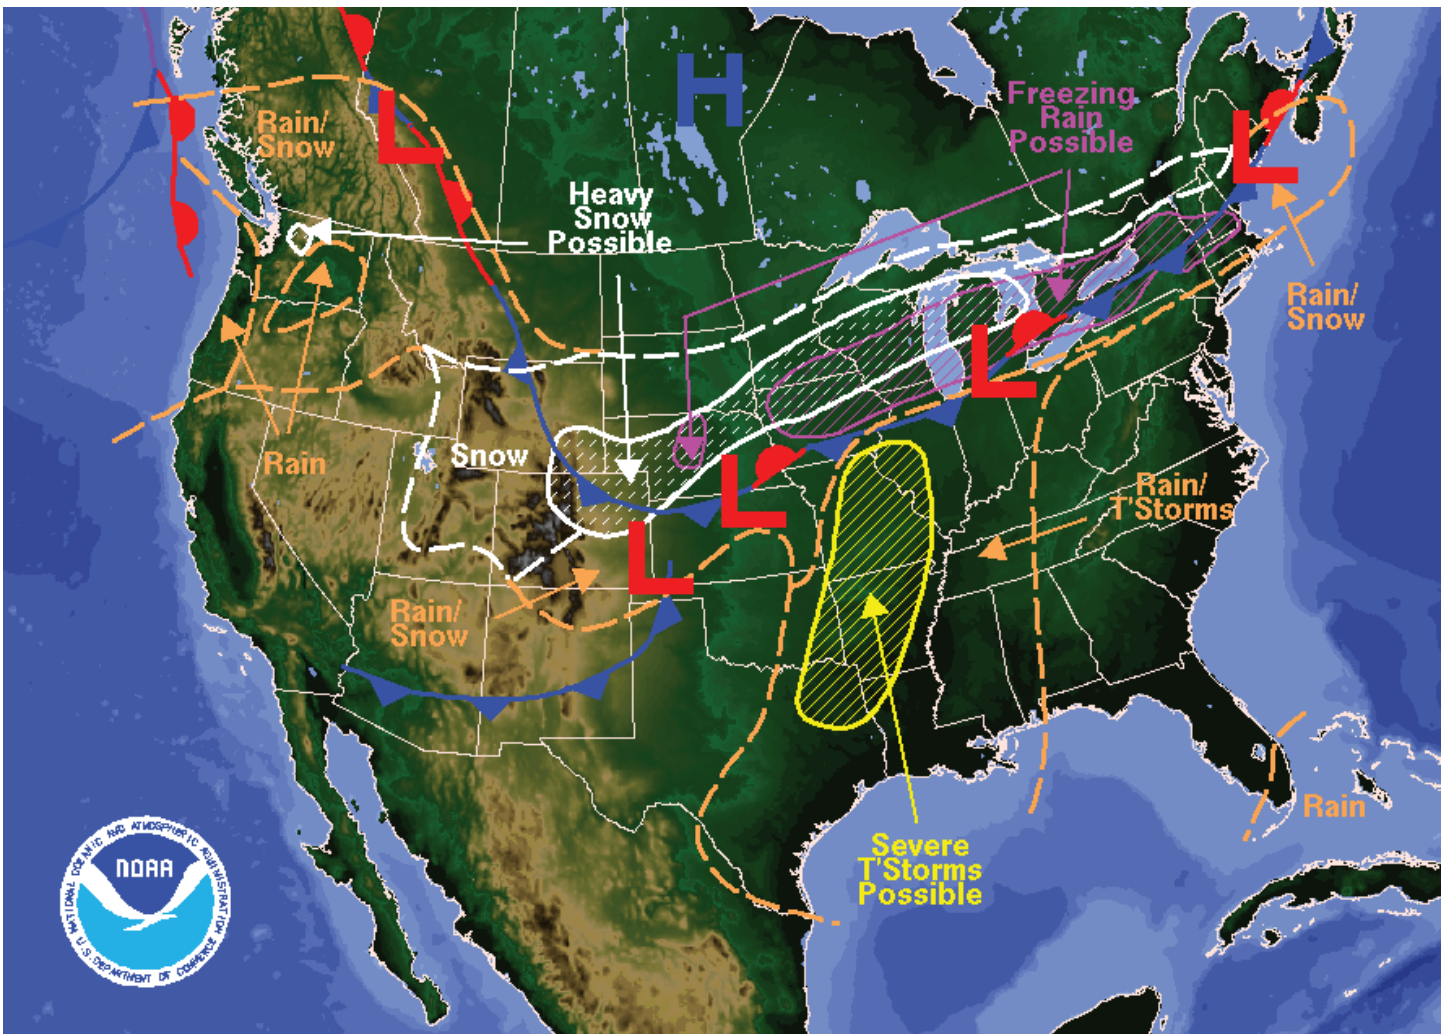 H
Freezing
Rain
Possible
Rain/
Snow
L
L
Heavy
Snow
Possible
Rain/
Snow
L
Snow
Rain
L
Rain/
T'Storms
L
Rain/
Snow
Severe
T'Storms
Possible
Rain
NATIONAL OCEANIC AND ATMOSPHERIC ADMINISTRATION
NOAA
U.S. DEPARTMENT OF COMMERCE